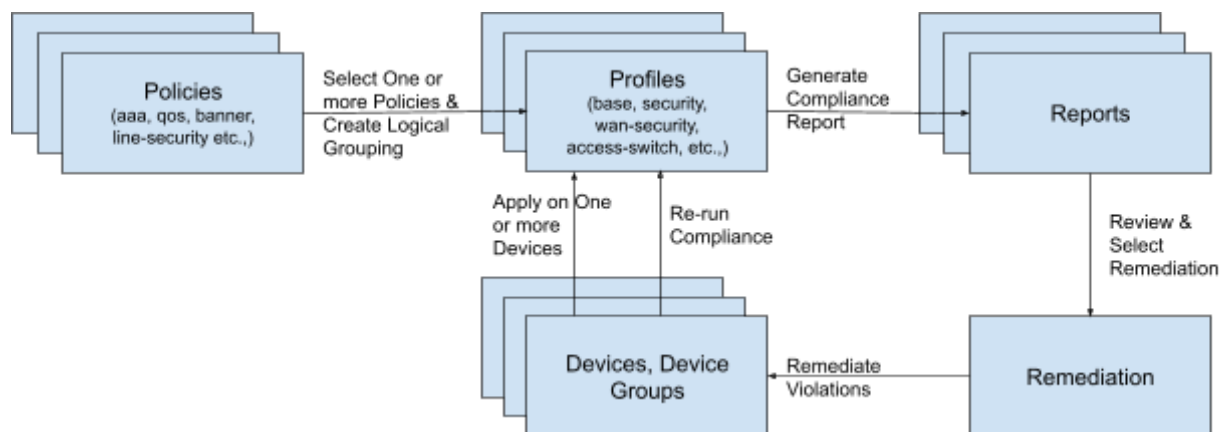 Policies
(aaa, qos, banner,
line-security etc.,)
Select One or
more Policies &
Create Logical
Grouping
Profiles
(base, security,
wan-security,
access-switch, etc.,)
Generate
Compliance
Report
Reports
Apply on One
or more
Devices
Re-run
Compliance
Review &
Select
Remediation
Devices, Device
Groups
Remediate
Violations
Remediation